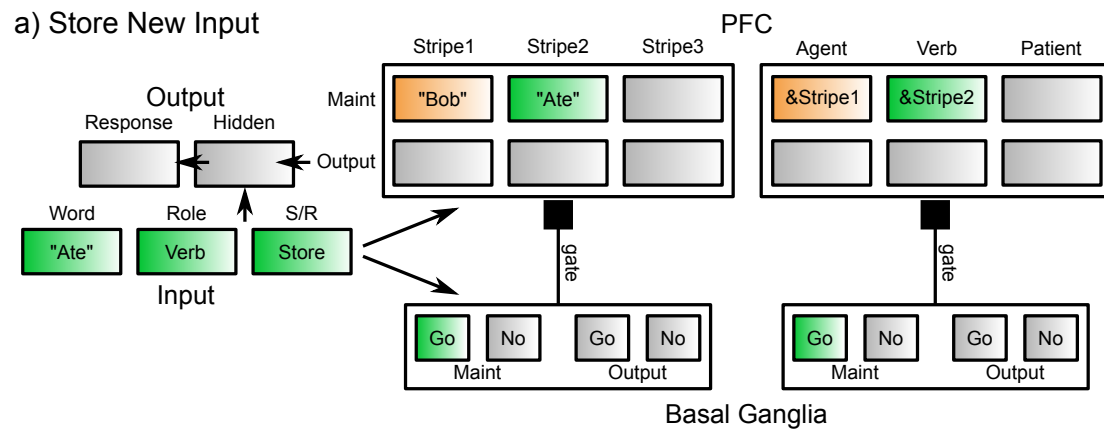 a) Store New Input
PFC
Stripe1 Stripe2 Stripe3
Agent Verb Patient
Output
Maint "Bob" "Ate"
&Stripe1 &Stripe2
Response Hidden
Output
Word Role S/R
"Ate" Verb Store
Input
gate
gate
Go No Go No
Maint Output
Go No Go No
Maint Output
Basal Ganglia